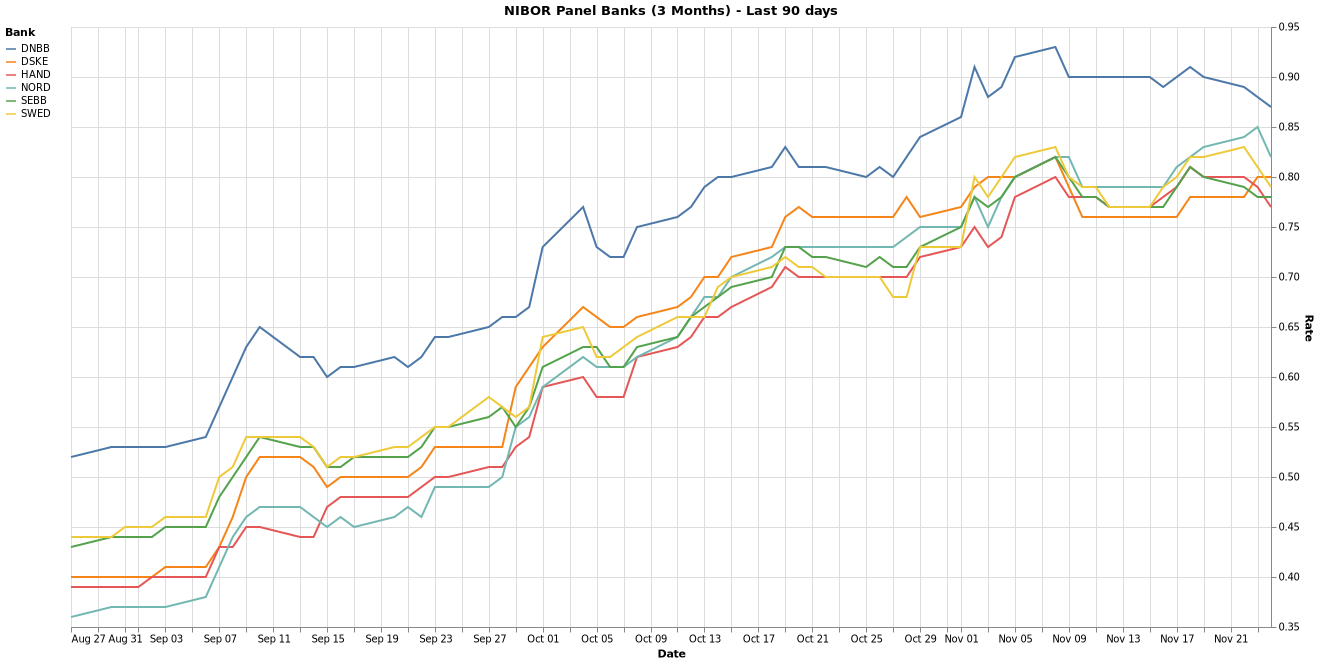 NIBOR Panel Banks (3 Months) - Last 90 days
Bank
DNBB
DSKE
HAND
NORD
SEBB
SWED
0.95
0.90
0.85
0.80
0.75
0.70
0.65
0.60
0.55
0.50
0.45
0.40
0.35
Rate
Aug 27 Aug 31 Sep 03 Sep 07 Sep 11 Sep 15 Sep 19 Sep 23 Sep 27 Oct 01 Oct 05 Oct 09 Oct 13 Oct 17 Oct 21 Oct 25 Oct 29 Nov 01 Nov 05 Nov 09 Nov 13 Nov 17 Nov 21
Date